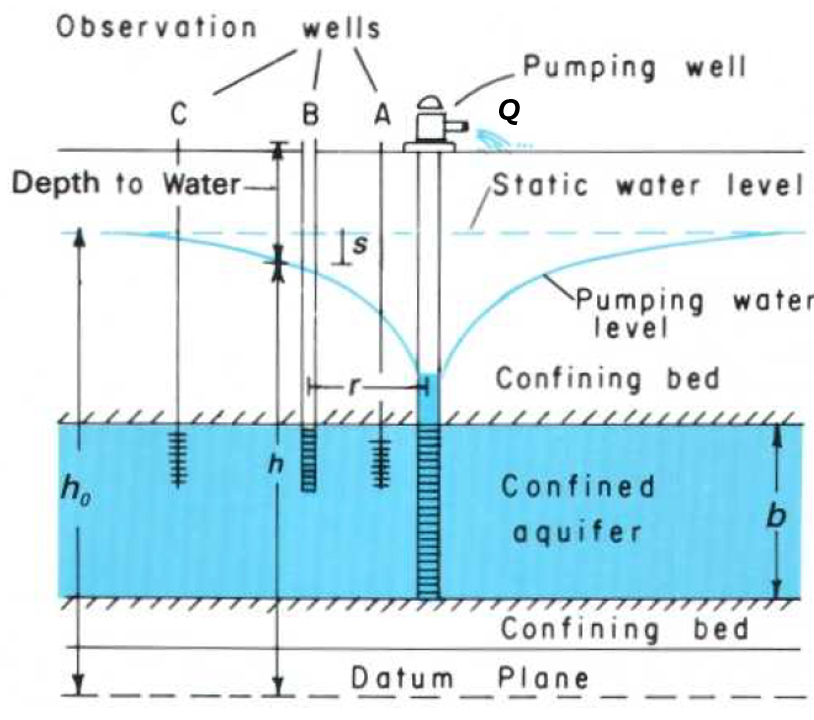 Observation wells
Pumping well
C B A Q
Depth to Water
Static water level
s
Pumping water
level
r
Confining bed
h₀
h
Confined
aquifer
b
Confining bed
Datum Plane